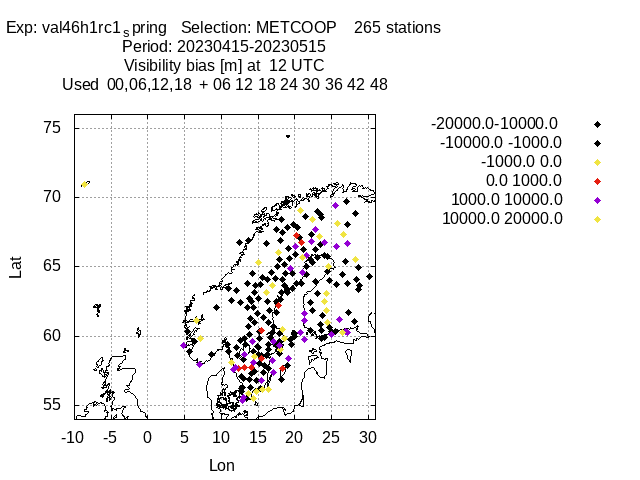 Exp: val46h1rc1spring Selection: METCOOP 265 stations
Period: 20230415-20230515
Visibility bias [m] at 12 UTC
Used 00,06,12,18 + 06 12 18 24 30 36 42 48
-20000.0-10000.0
-10000.0 -1000.0
-1000.0 0.0
0.0 1000.0
1000.0 10000.0
10000.0 20000.0
75
70
65
60
55
Lat
-10 -5 0 5 10 15 20 25 30
Lon